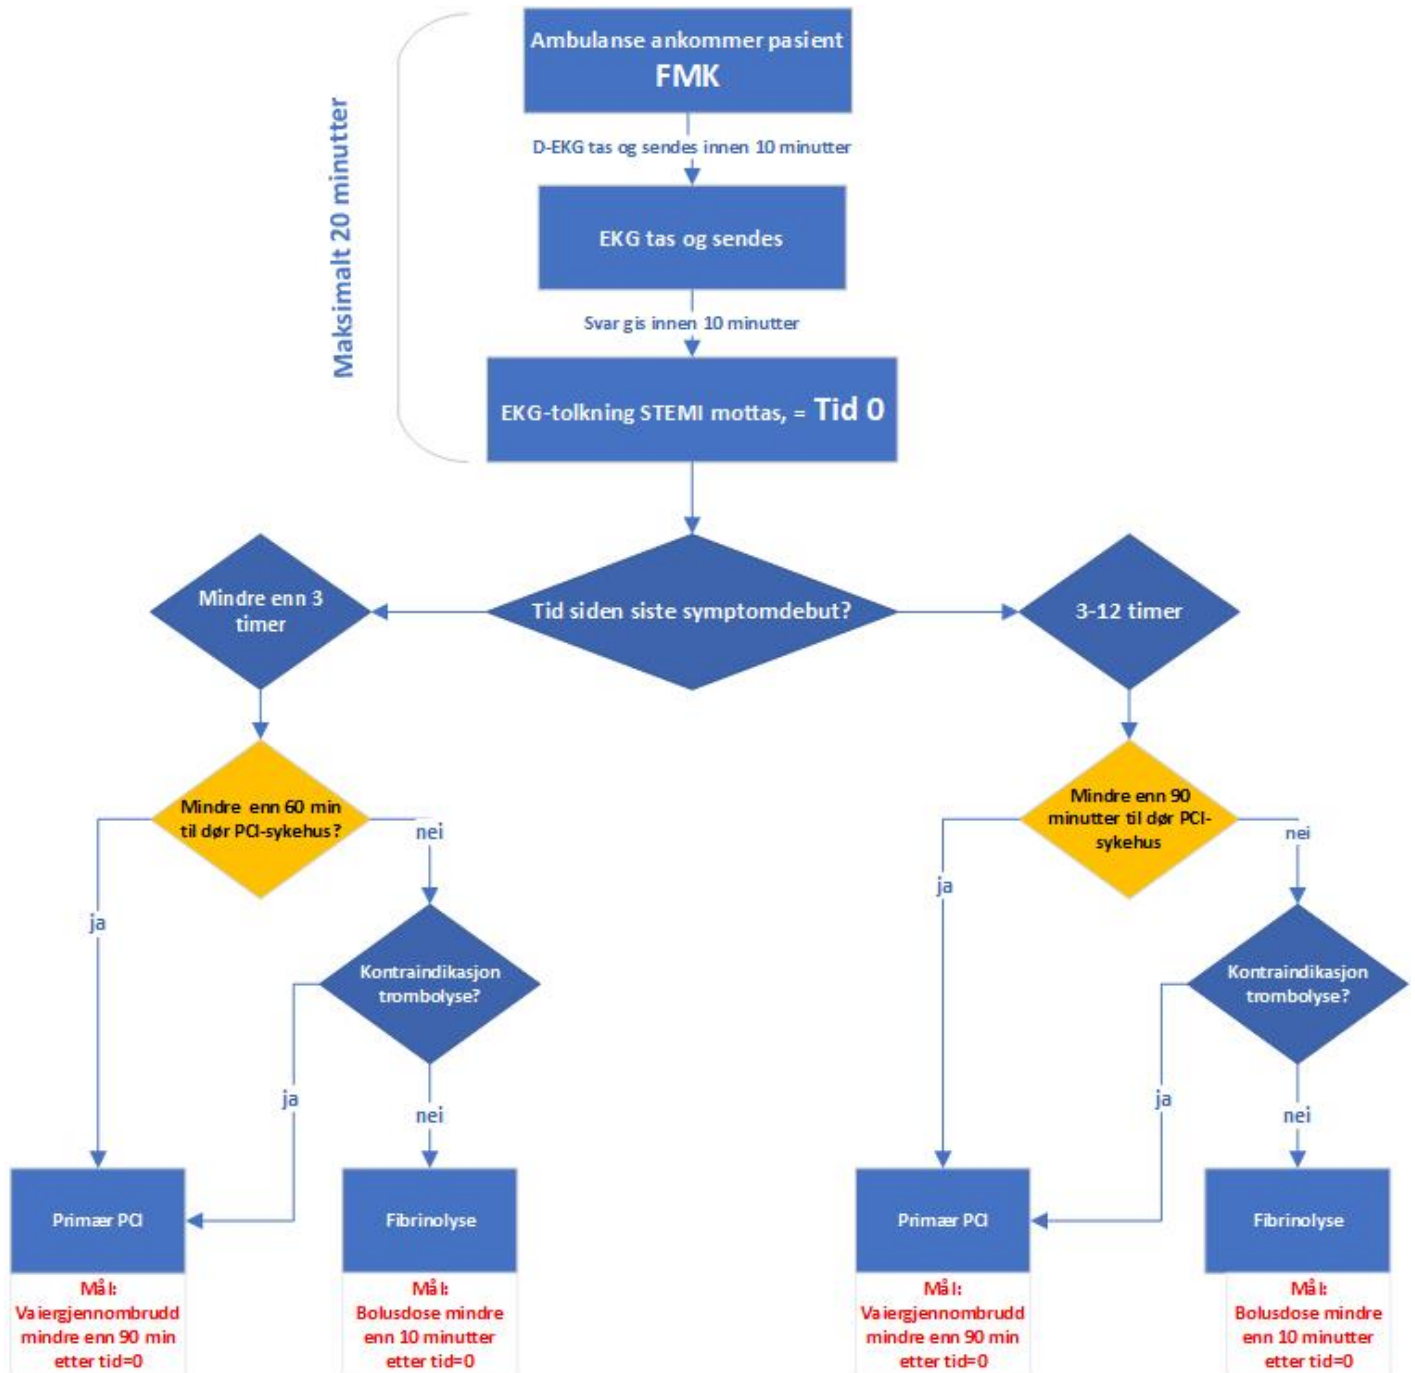 Maksimalt 20 minutter
Ambulanse ankommer pasient
FMK
D-EKG tas og sendes innen 10 minutter
EKG tas og sendes
Svar gis innen 10 minutter
EKG-tolkning STEMI mottas, = Tid 0
Tid siden siste symptomdebut?
Mindre enn 3
timer
3-12 timer
Mindre enn 60 min
til dør PCI-sykehus?
ja
nei
Kontraindikasjon
trombolyse?
ja
nei
Primær PCI
Mål:
Vaiergjennombrudd
mindre enn 90 min
etter tid=0
Fibrinolyse
Mål:
Bolusdose mindre
enn 10 minutter
etter tid=0
Mindre enn 90
minutter til dør PCI-
sykehus
ja
nei
Kontraindikasjon
trombolyse?
ja
nei
Primær PCI
Mål:
Vaiergjennombrudd
mindre enn 90 min
etter tid=0
Fibrinolyse
Mål:
Bolusdose mindre
enn 10 minutter
etter tid=0